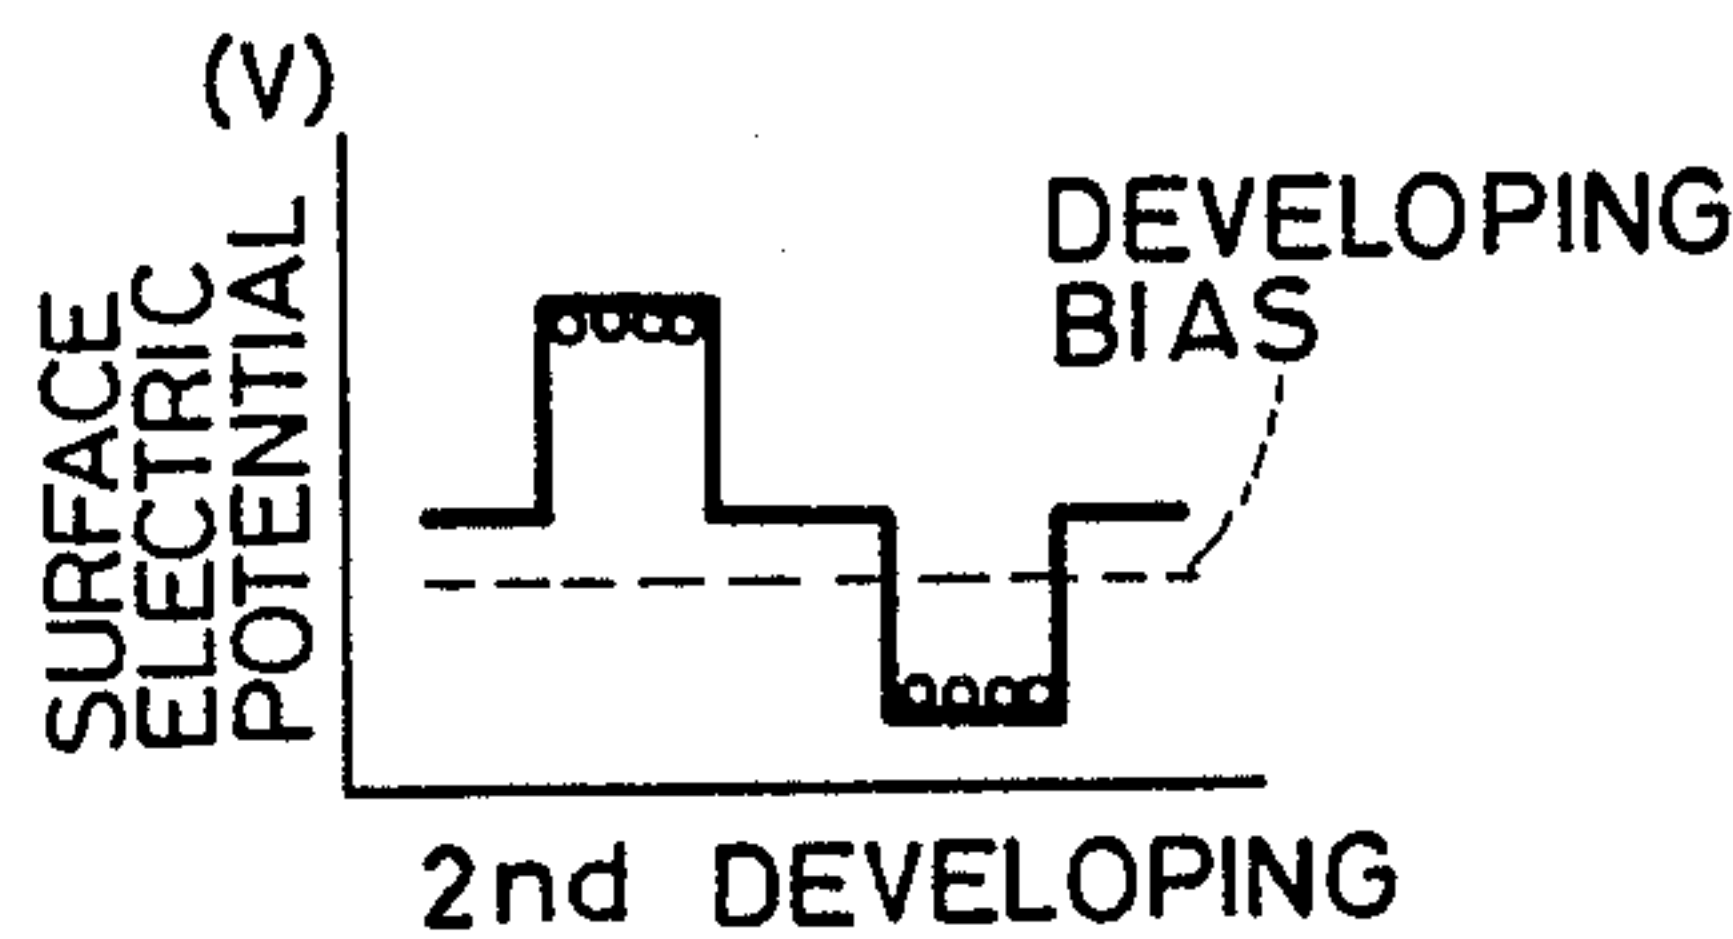 SURFACE
ELECTRIC
POTENTIAL (V)
DEVELOPING
BIAS
2nd DEVELOPING